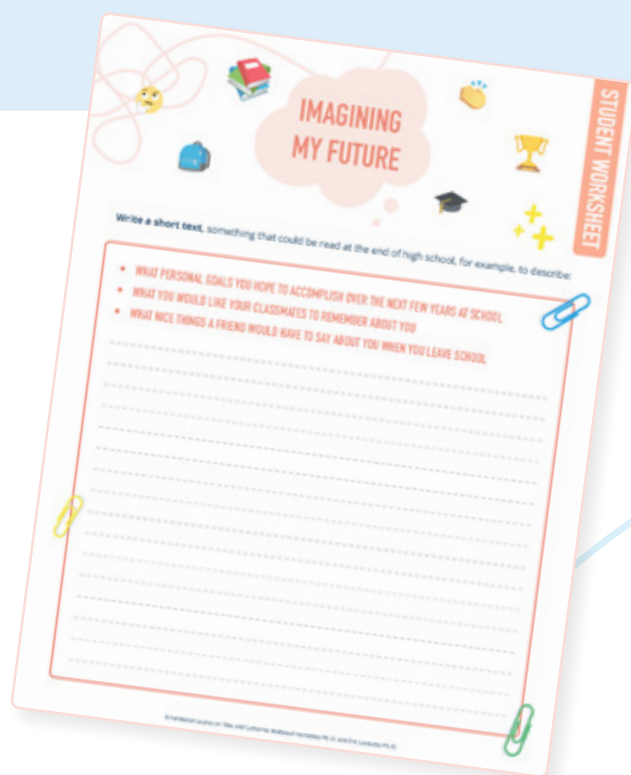 IMAGINING
MY FUTURE
STUDENT WORKSHEET
Write a short text, something that could be read at the end of high school, for example, to describe:
• WHAT PERSONAL GOALS YOU HOPE TO ACCOMPLISH OVER THE NEXT FEW YEARS AT SCHOOL
• WHAT YOU WOULD LIKE YOUR CLASSMATES TO REMEMBER ABOUT YOU
• WHAT NICE THINGS A FRIEND WOULD HAVE TO SAY ABOUT YOU WHEN YOU LEAVE SCHOOL